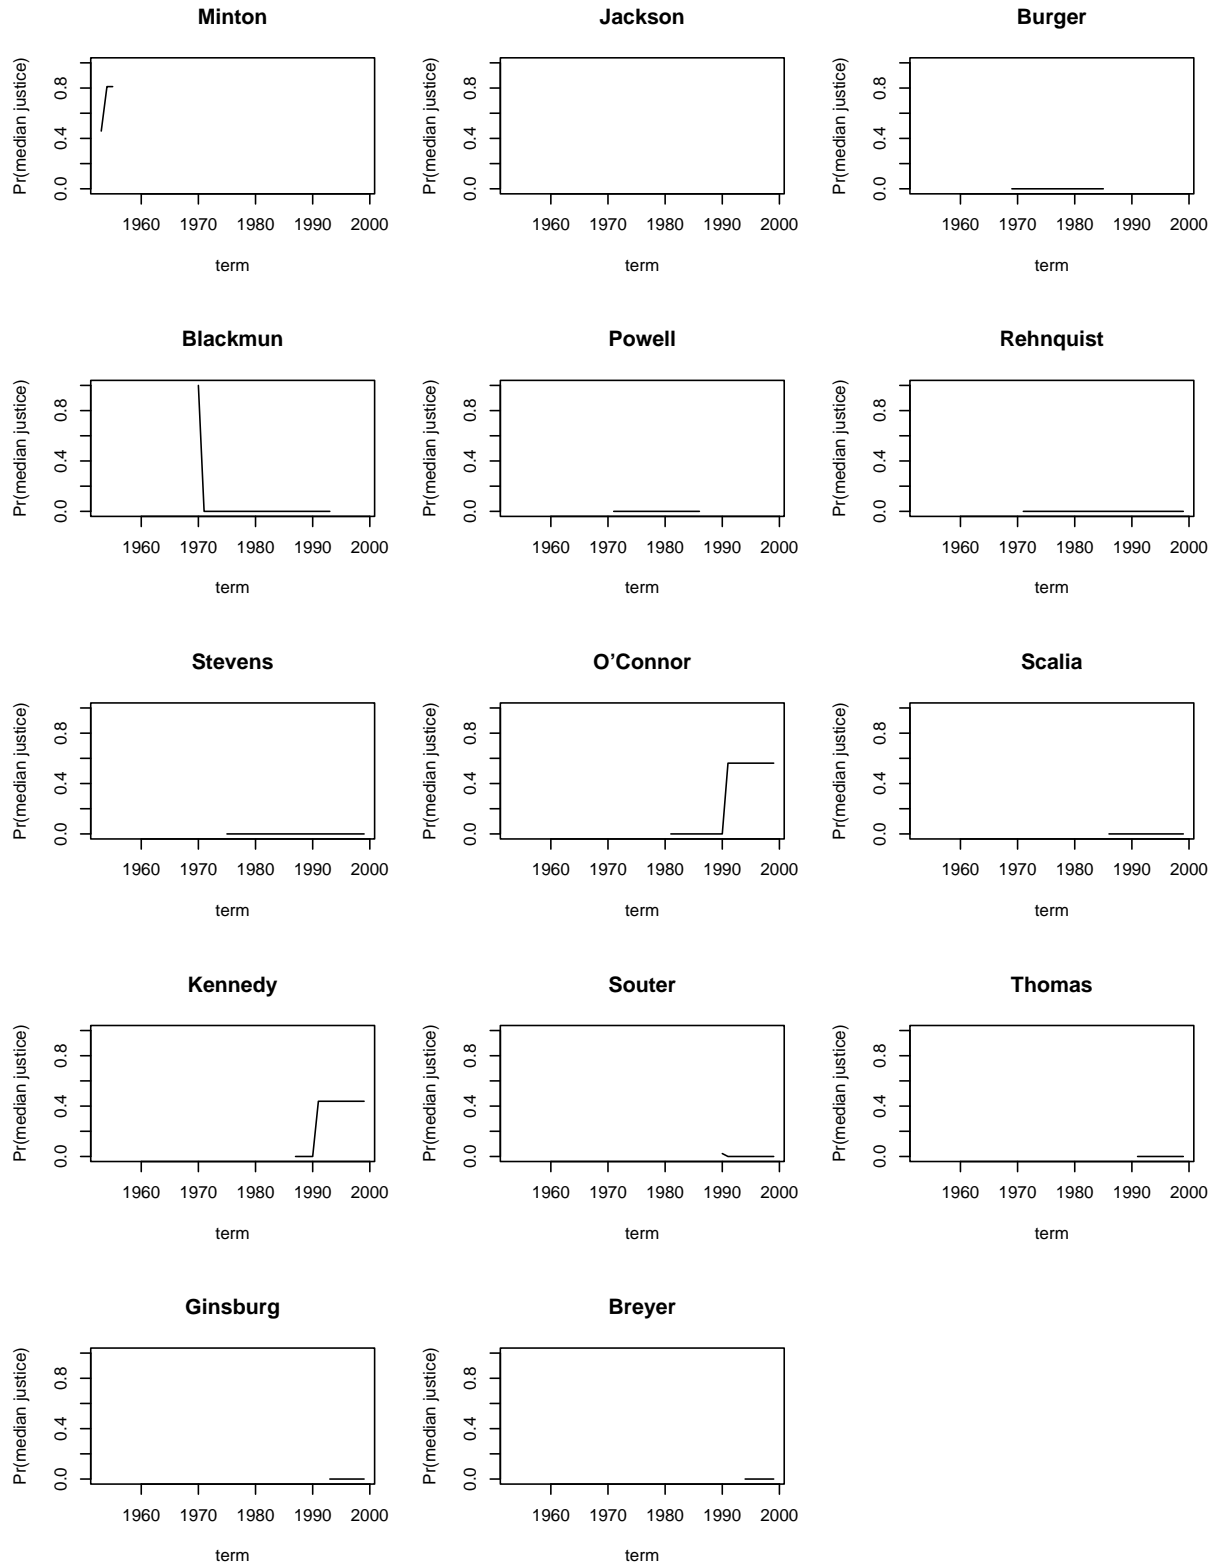 Minton Jackson Burger
Pr(median justice) Pr(median justice) Pr(median justice)
0.0 0.4 0.8 0.0 0.4 0.8 0.0 0.4 0.8
1960 1970 1980 1990 2000 1960 1970 1980 1990 2000 1960 1970 1980 1990 2000
term term term
Blackmun Powell Rehnquist
Pr(median justice) Pr(median justice) Pr(median justice)
0.0 0.4 0.8 0.0 0.4 0.8 0.0 0.4 0.8
1960 1970 1980 1990 2000 1960 1970 1980 1990 2000 1960 1970 1980 1990 2000
term term term
Stevens O’Connor Scalia
Pr(median justice) Pr(median justice) Pr(median justice)
0.0 0.4 0.8 0.0 0.4 0.8 0.0 0.4 0.8
1960 1970 1980 1990 2000 1960 1970 1980 1990 2000 1960 1970 1980 1990 2000
term term term
Kennedy Souter Thomas
Pr(median justice) Pr(median justice) Pr(median justice)
0.0 0.4 0.8 0.0 0.4 0.8 0.0 0.4 0.8
1960 1970 1980 1990 2000 1960 1970 1980 1990 2000 1960 1970 1980 1990 2000
term term term
Ginsburg Breyer
Pr(median justice) Pr(median justice)
0.0 0.4 0.8 0.0 0.4 0.8
1960 1970 1980 1990 2000 1960 1970 1980 1990 2000
term term